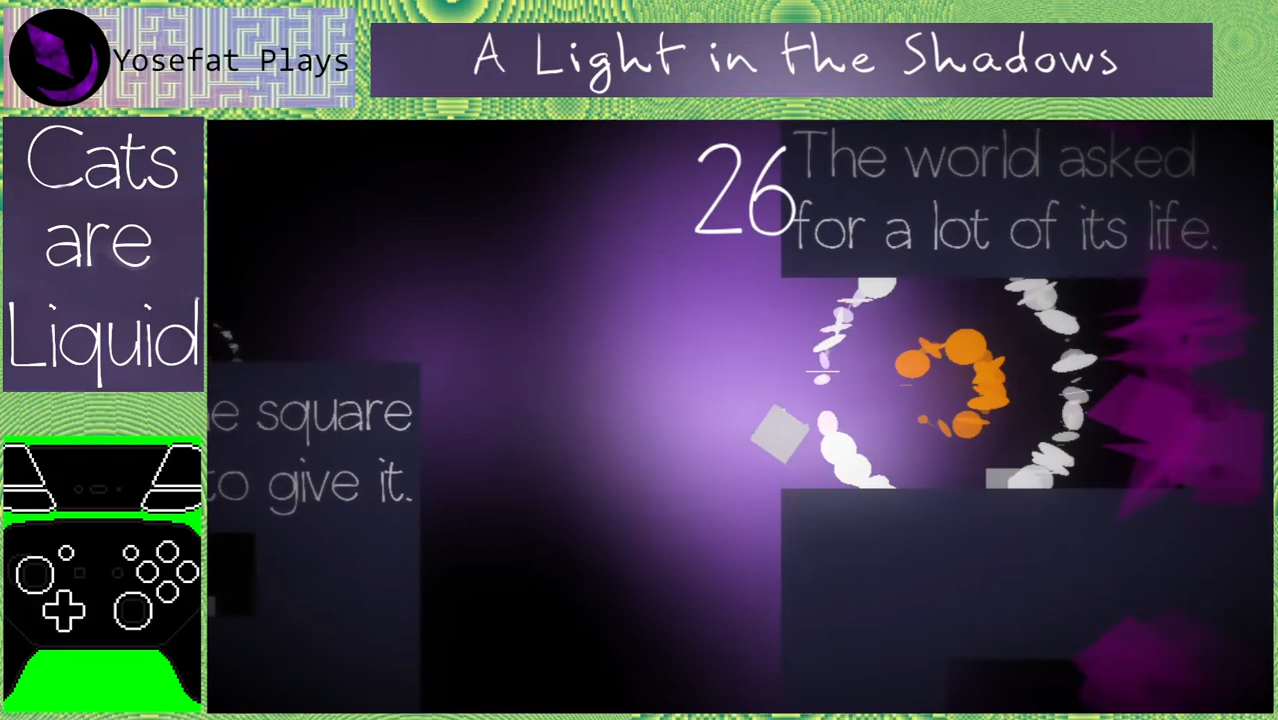 Yosefat Plays
A Light in the Shadows
Cats
are
Liquid
26
The world asked
for a lot of its life.
e square
to give it.